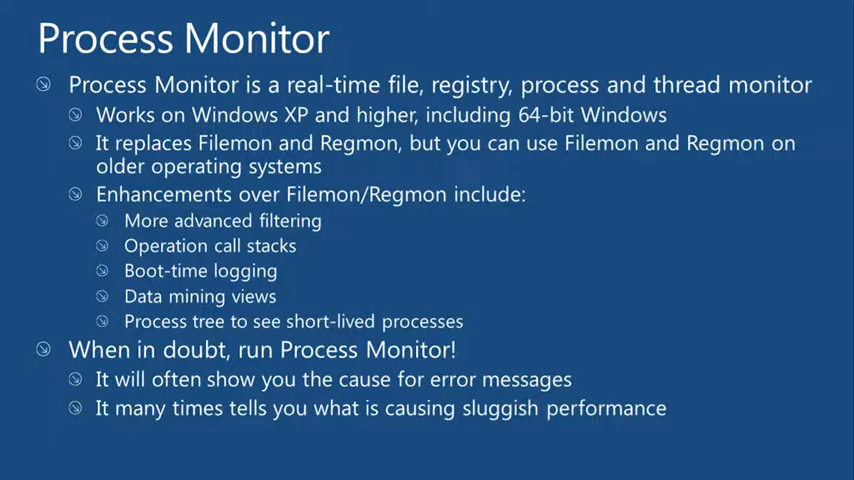 Process Monitor
Process Monitor is a real-time file, registry, process and thread monitor
Works on Windows XP and higher, including 64-bit Windows
It replaces Filemon and Regmon, but you can use Filemon and Regmon on
older operating systems
Enhancements over Filemon/Regmon include:
More advanced filtering
Operation call stacks
Boot-time logging
Data mining views
Process tree to see short-lived processes
When in doubt, run Process Monitor!
It will often show you the cause for error messages
It many times tells you what is causing sluggish performance